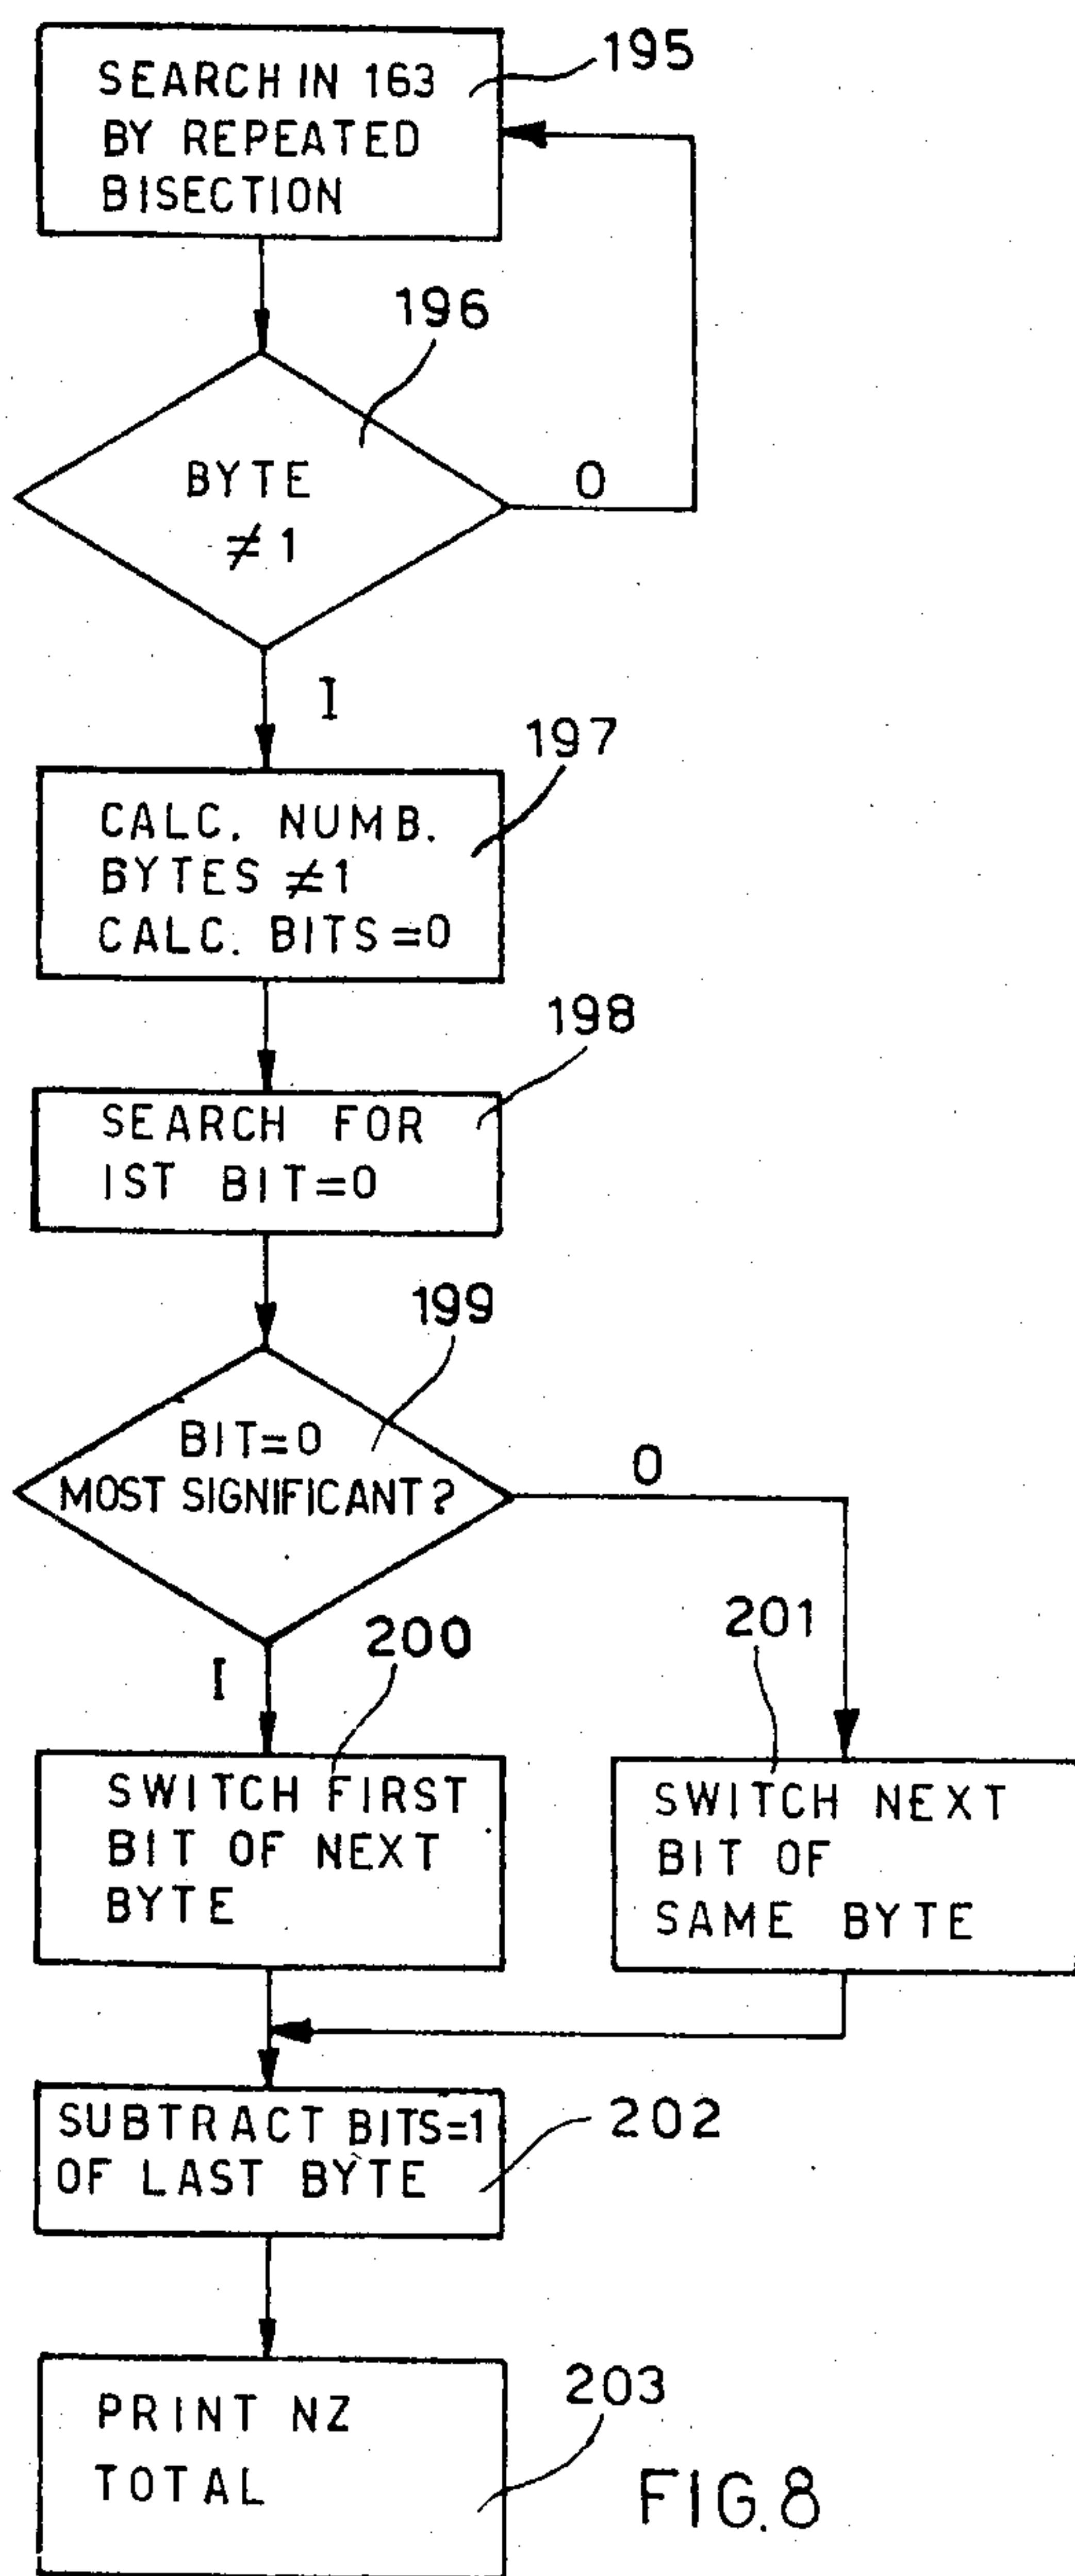 195
SEARCH IN 163
BY REPEATED
BISECTION
196
BYTE
≠1
0
I
197
CALC. NUMB.
BYTES ≠1
CALC. BITS=0
198
SEARCH FOR
1ST BIT=0
199
BIT=0
MOST SIGNIFICANT?
0
I
200
201
SWITCH FIRST
BIT OF NEXT
BYTE
SWITCH NEXT
BIT OF
SAME BYTE
SUBTRACT BITS=1
OF LAST BYTE
202
PRINT NZ
TOTAL
203
FIG.8